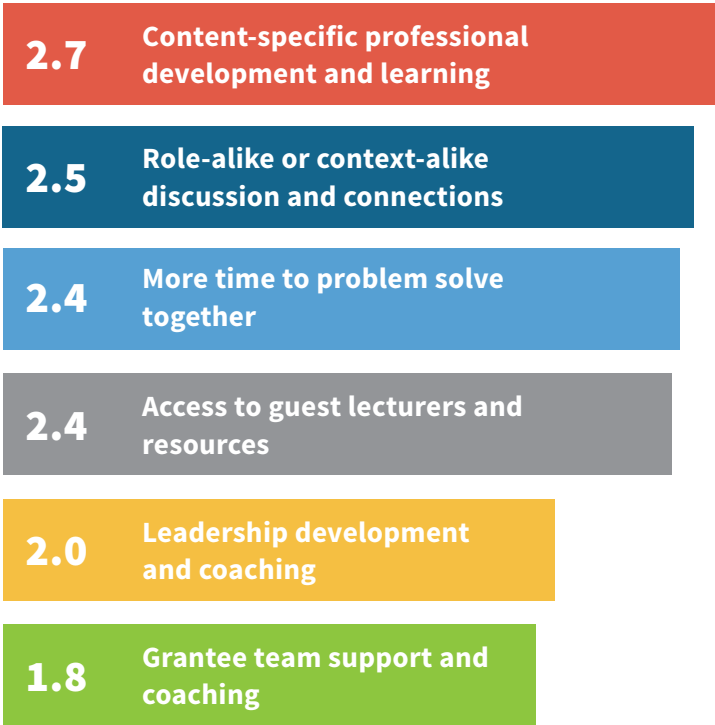 2.7
Content-specific professional
development and learning
2.5
Role-alike or context-alike
discussion and connections
2.4
More time to problem solve
together
2.4
Access to guest lecturers and
resources
2.0
Leadership development
and coaching
1.8
Grantee team support and
coaching